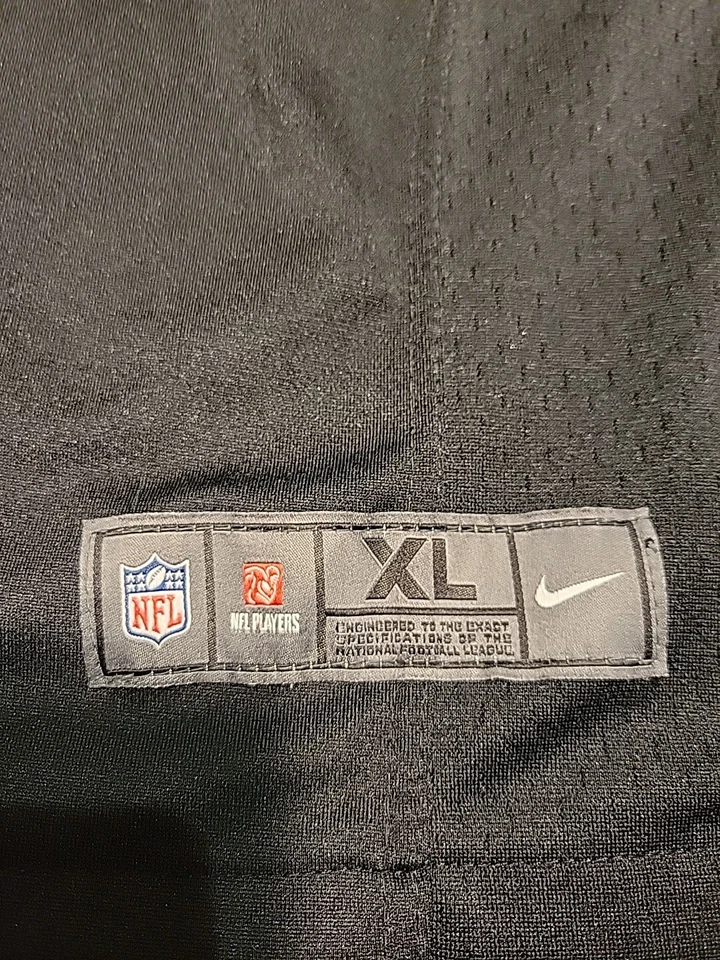 NFL
NFL PLAYERS
XL
ENGINEERED TO THE EXACT
SPECIFICATIONS OF THE
NATIONAL FOOTBALL LEAGUE.